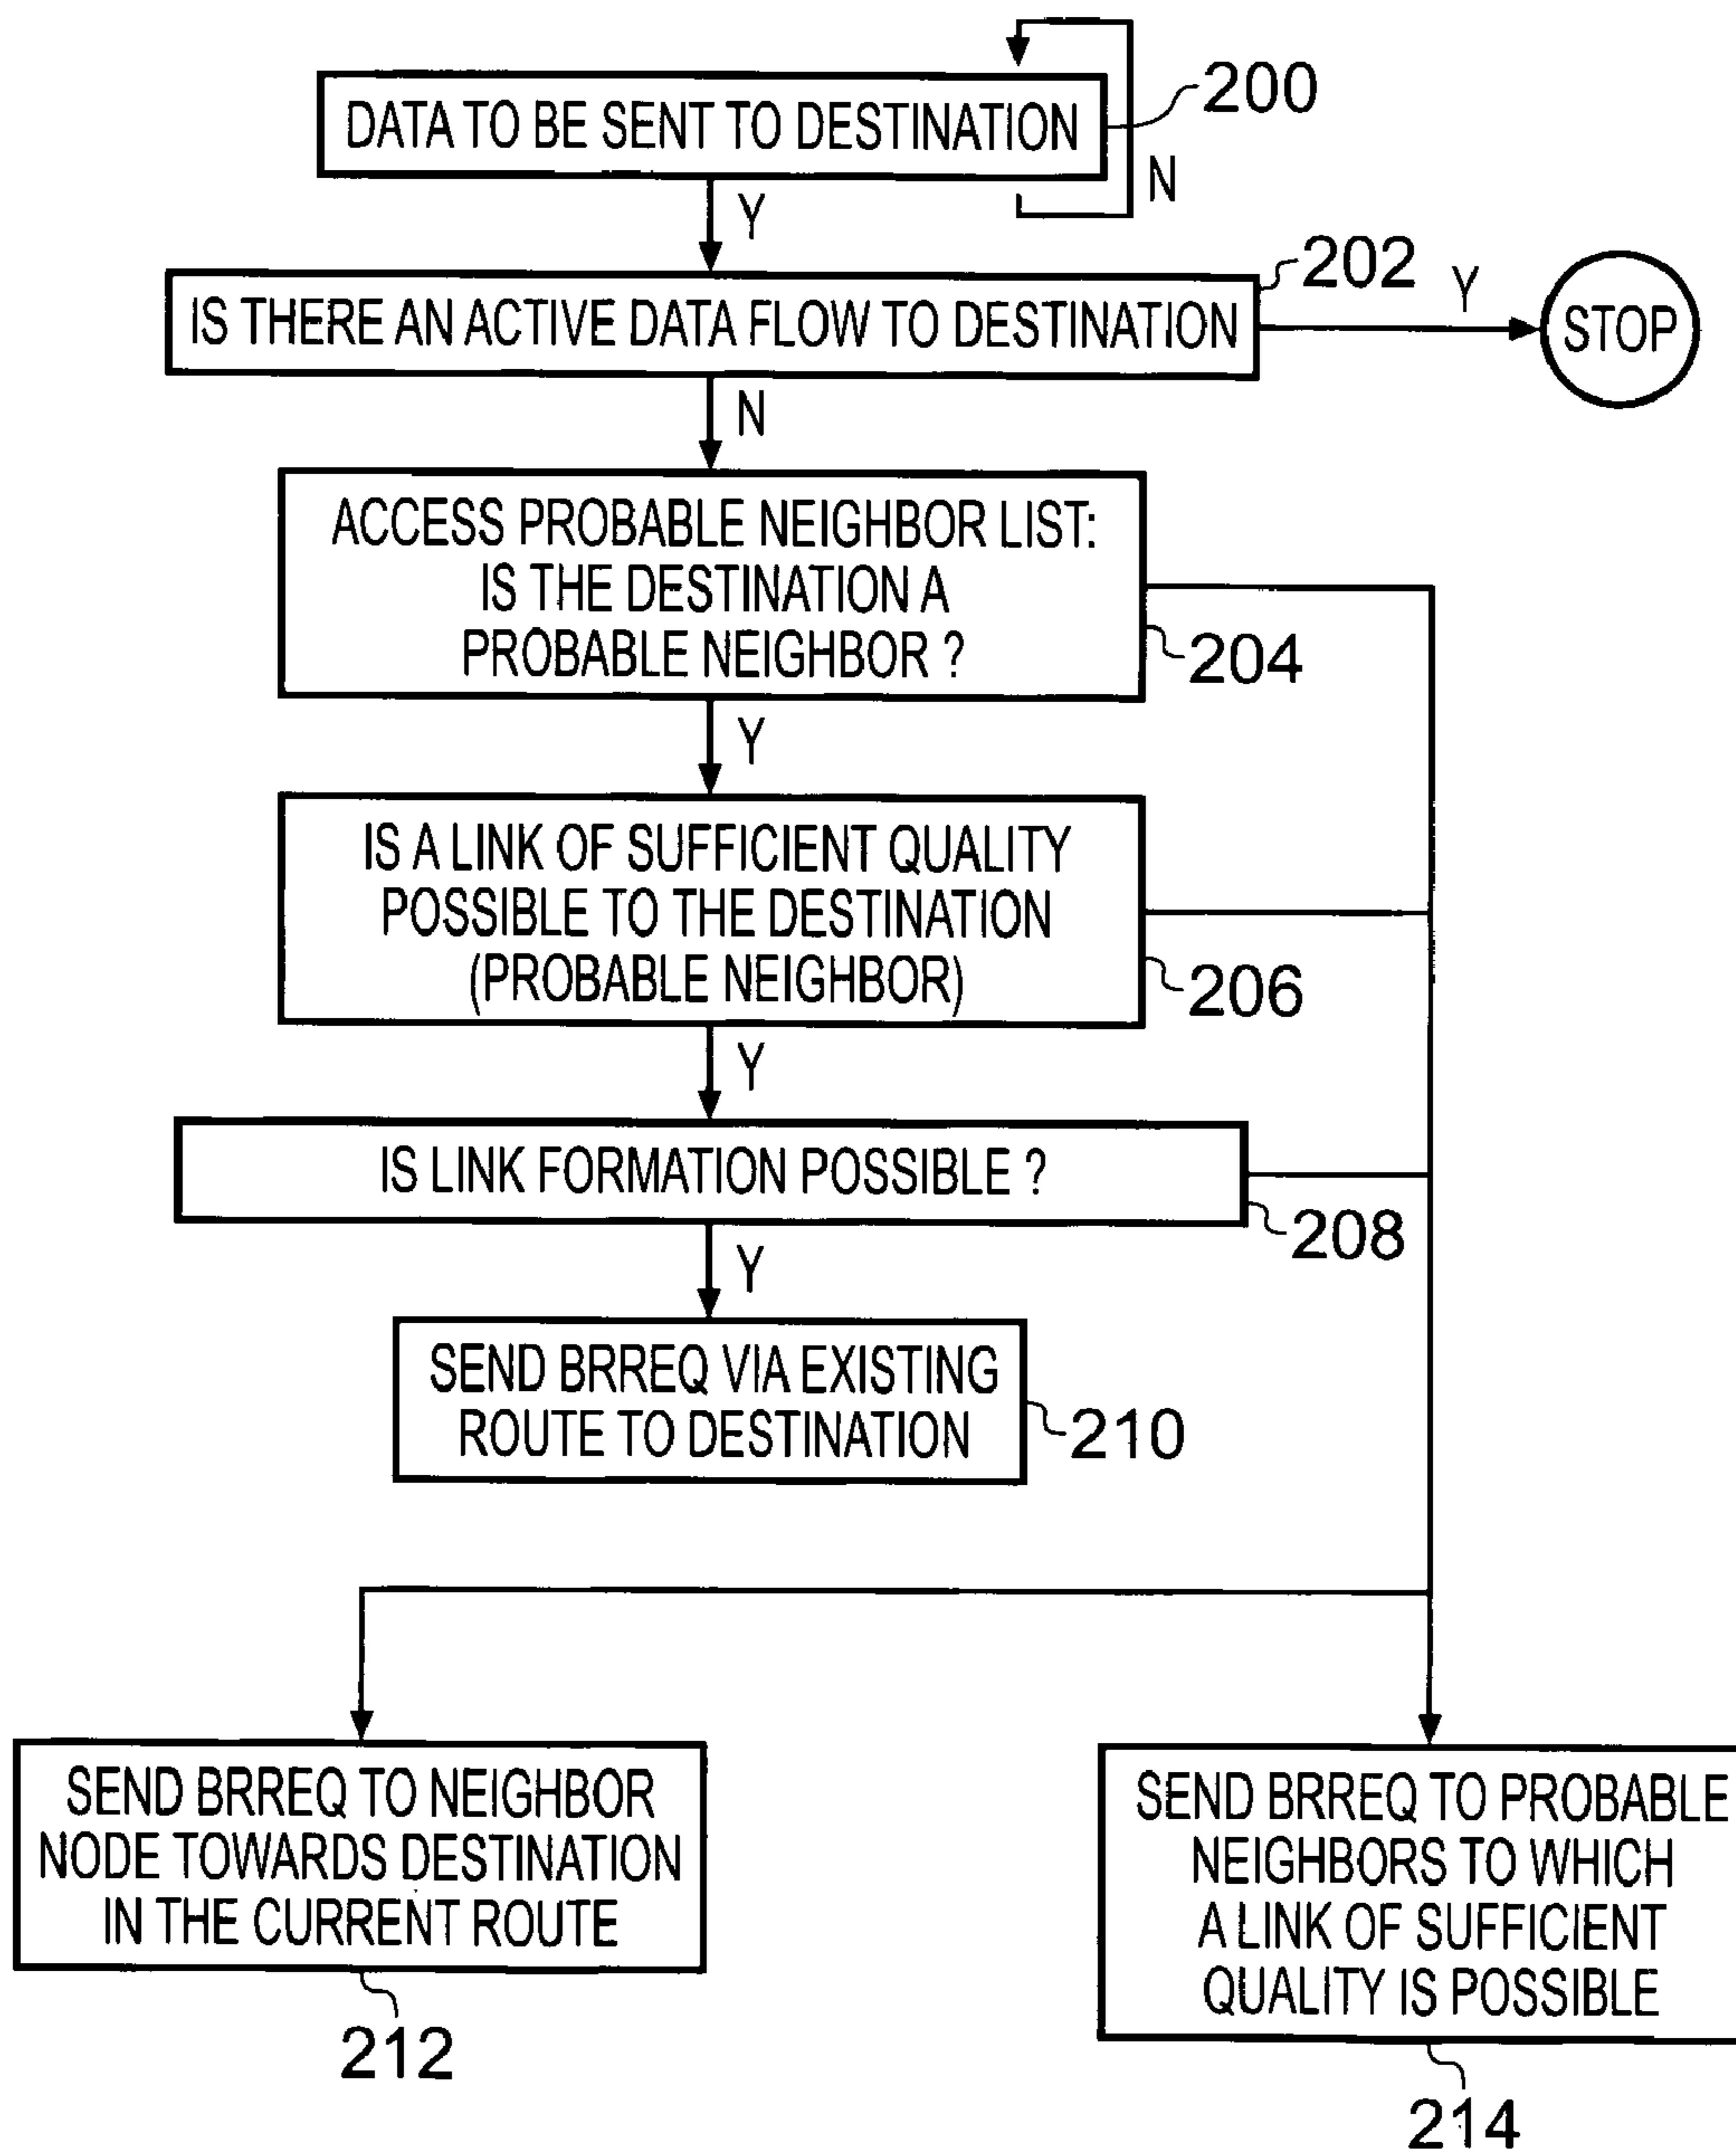 DATA TO BE SENT TO DESTINATION
200
N
Y
IS THERE AN ACTIVE DATA FLOW TO DESTINATION
202
Y
STOP
N
ACCESS PROBABLE NEIGHBOR LIST:
IS THE DESTINATION A
PROBABLE NEIGHBOR ?
204
Y
IS A LINK OF SUFFICIENT QUALITY
POSSIBLE TO THE DESTINATION
(PROBABLE NEIGHBOR)
206
Y
IS LINK FORMATION POSSIBLE ?
208
Y
SEND BRREQ VIA EXISTING
ROUTE TO DESTINATION
210
SEND BRREQ TO NEIGHBOR
NODE TOWARDS DESTINATION
IN THE CURRENT ROUTE
212
SEND BRREQ TO PROBABLE
NEIGHBORS TO WHICH
A LINK OF SUFFICIENT
QUALITY IS POSSIBLE
214